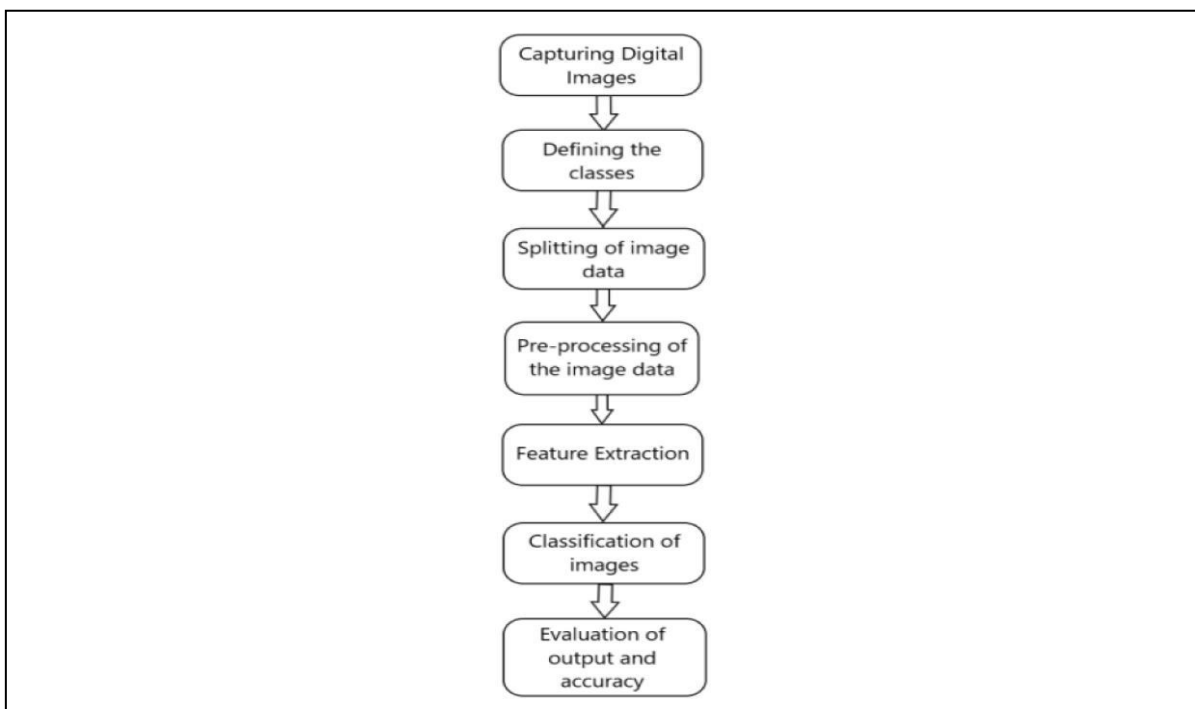 Capturing Digital
Images
Defining the
classes
Splitting of image
data
Pre-processing of
the image data
Feature Extraction
Classification of
images
Evaluation of
output and
accuracy